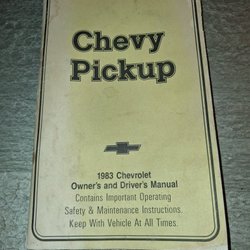 Chevy
Pickup
1983 Chevrolet
Owner's and Driver's Manual
Contains Important Operating
Safety & Maintenance Instructions.
Keep With Vehicle At All Times.